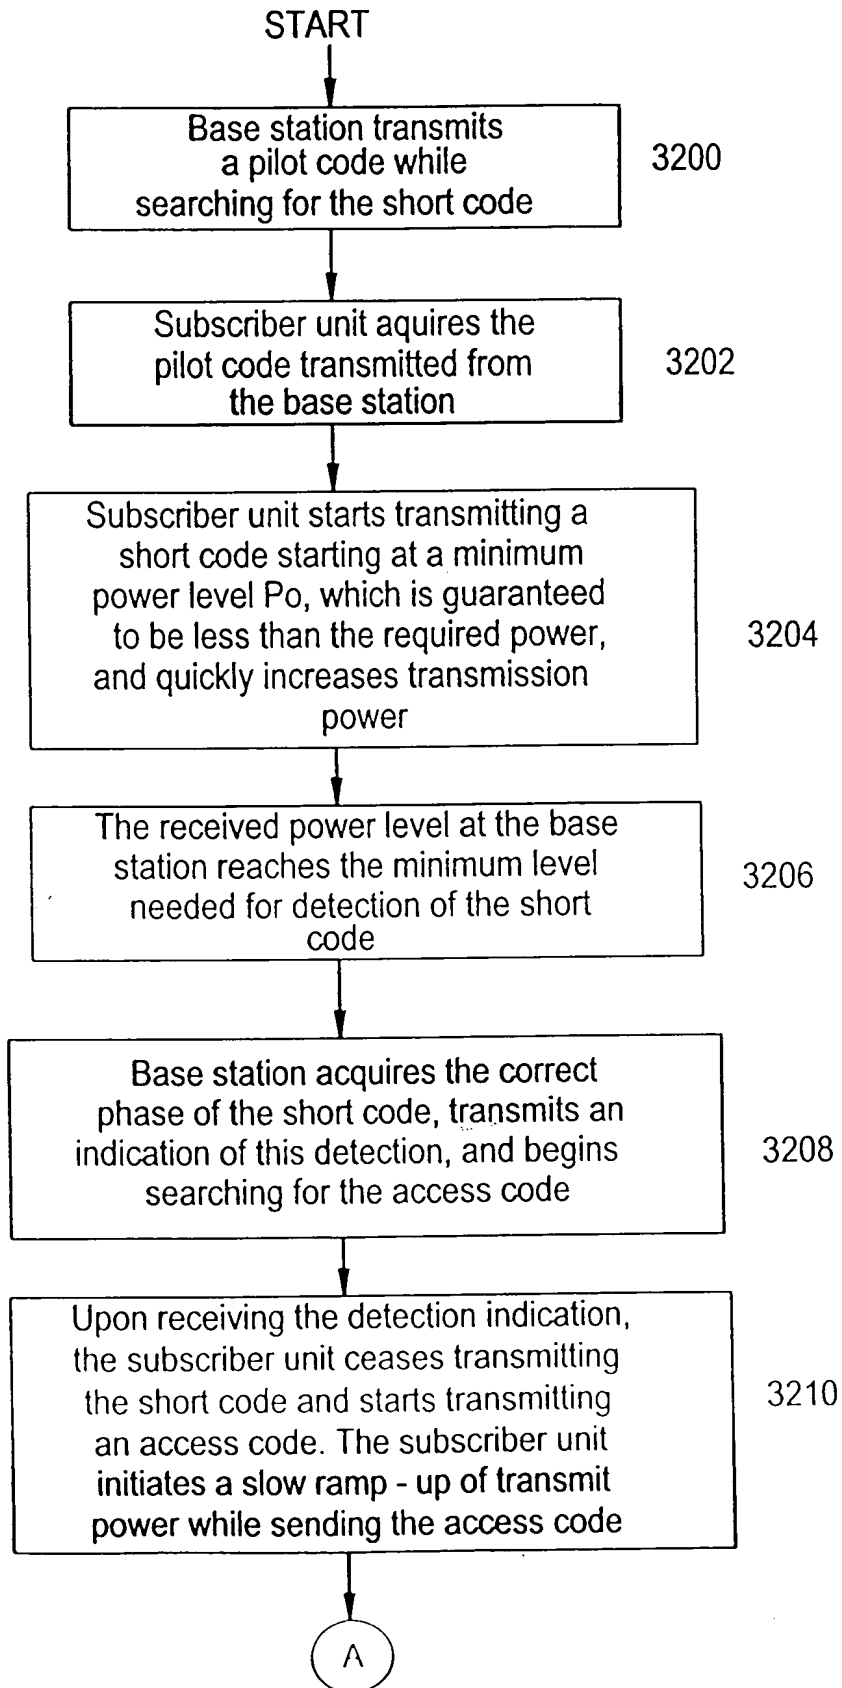 START
Base station transmits
a pilot code while
searching for the short code
3200
Subscriber unit aquires the
pilot code transmitted from
the base station
3202
Subscriber unit starts transmitting a
short code starting at a minimum
power level Po, which is guaranteed
to be less than the required power,
and quickly increases transmission
power
3204
The received power level at the base
station reaches the minimum level
needed for detection of the short
code
3206
Base station acquires the correct
phase of the short code, transmits an
indication of this detection, and begins
searching for the access code
3208
Upon receiving the detection indication,
the subscriber unit ceases transmitting
the short code and starts transmitting
an access code. The subscriber unit
initiates a slow ramp - up of transmit
power while sending the access code
3210
A